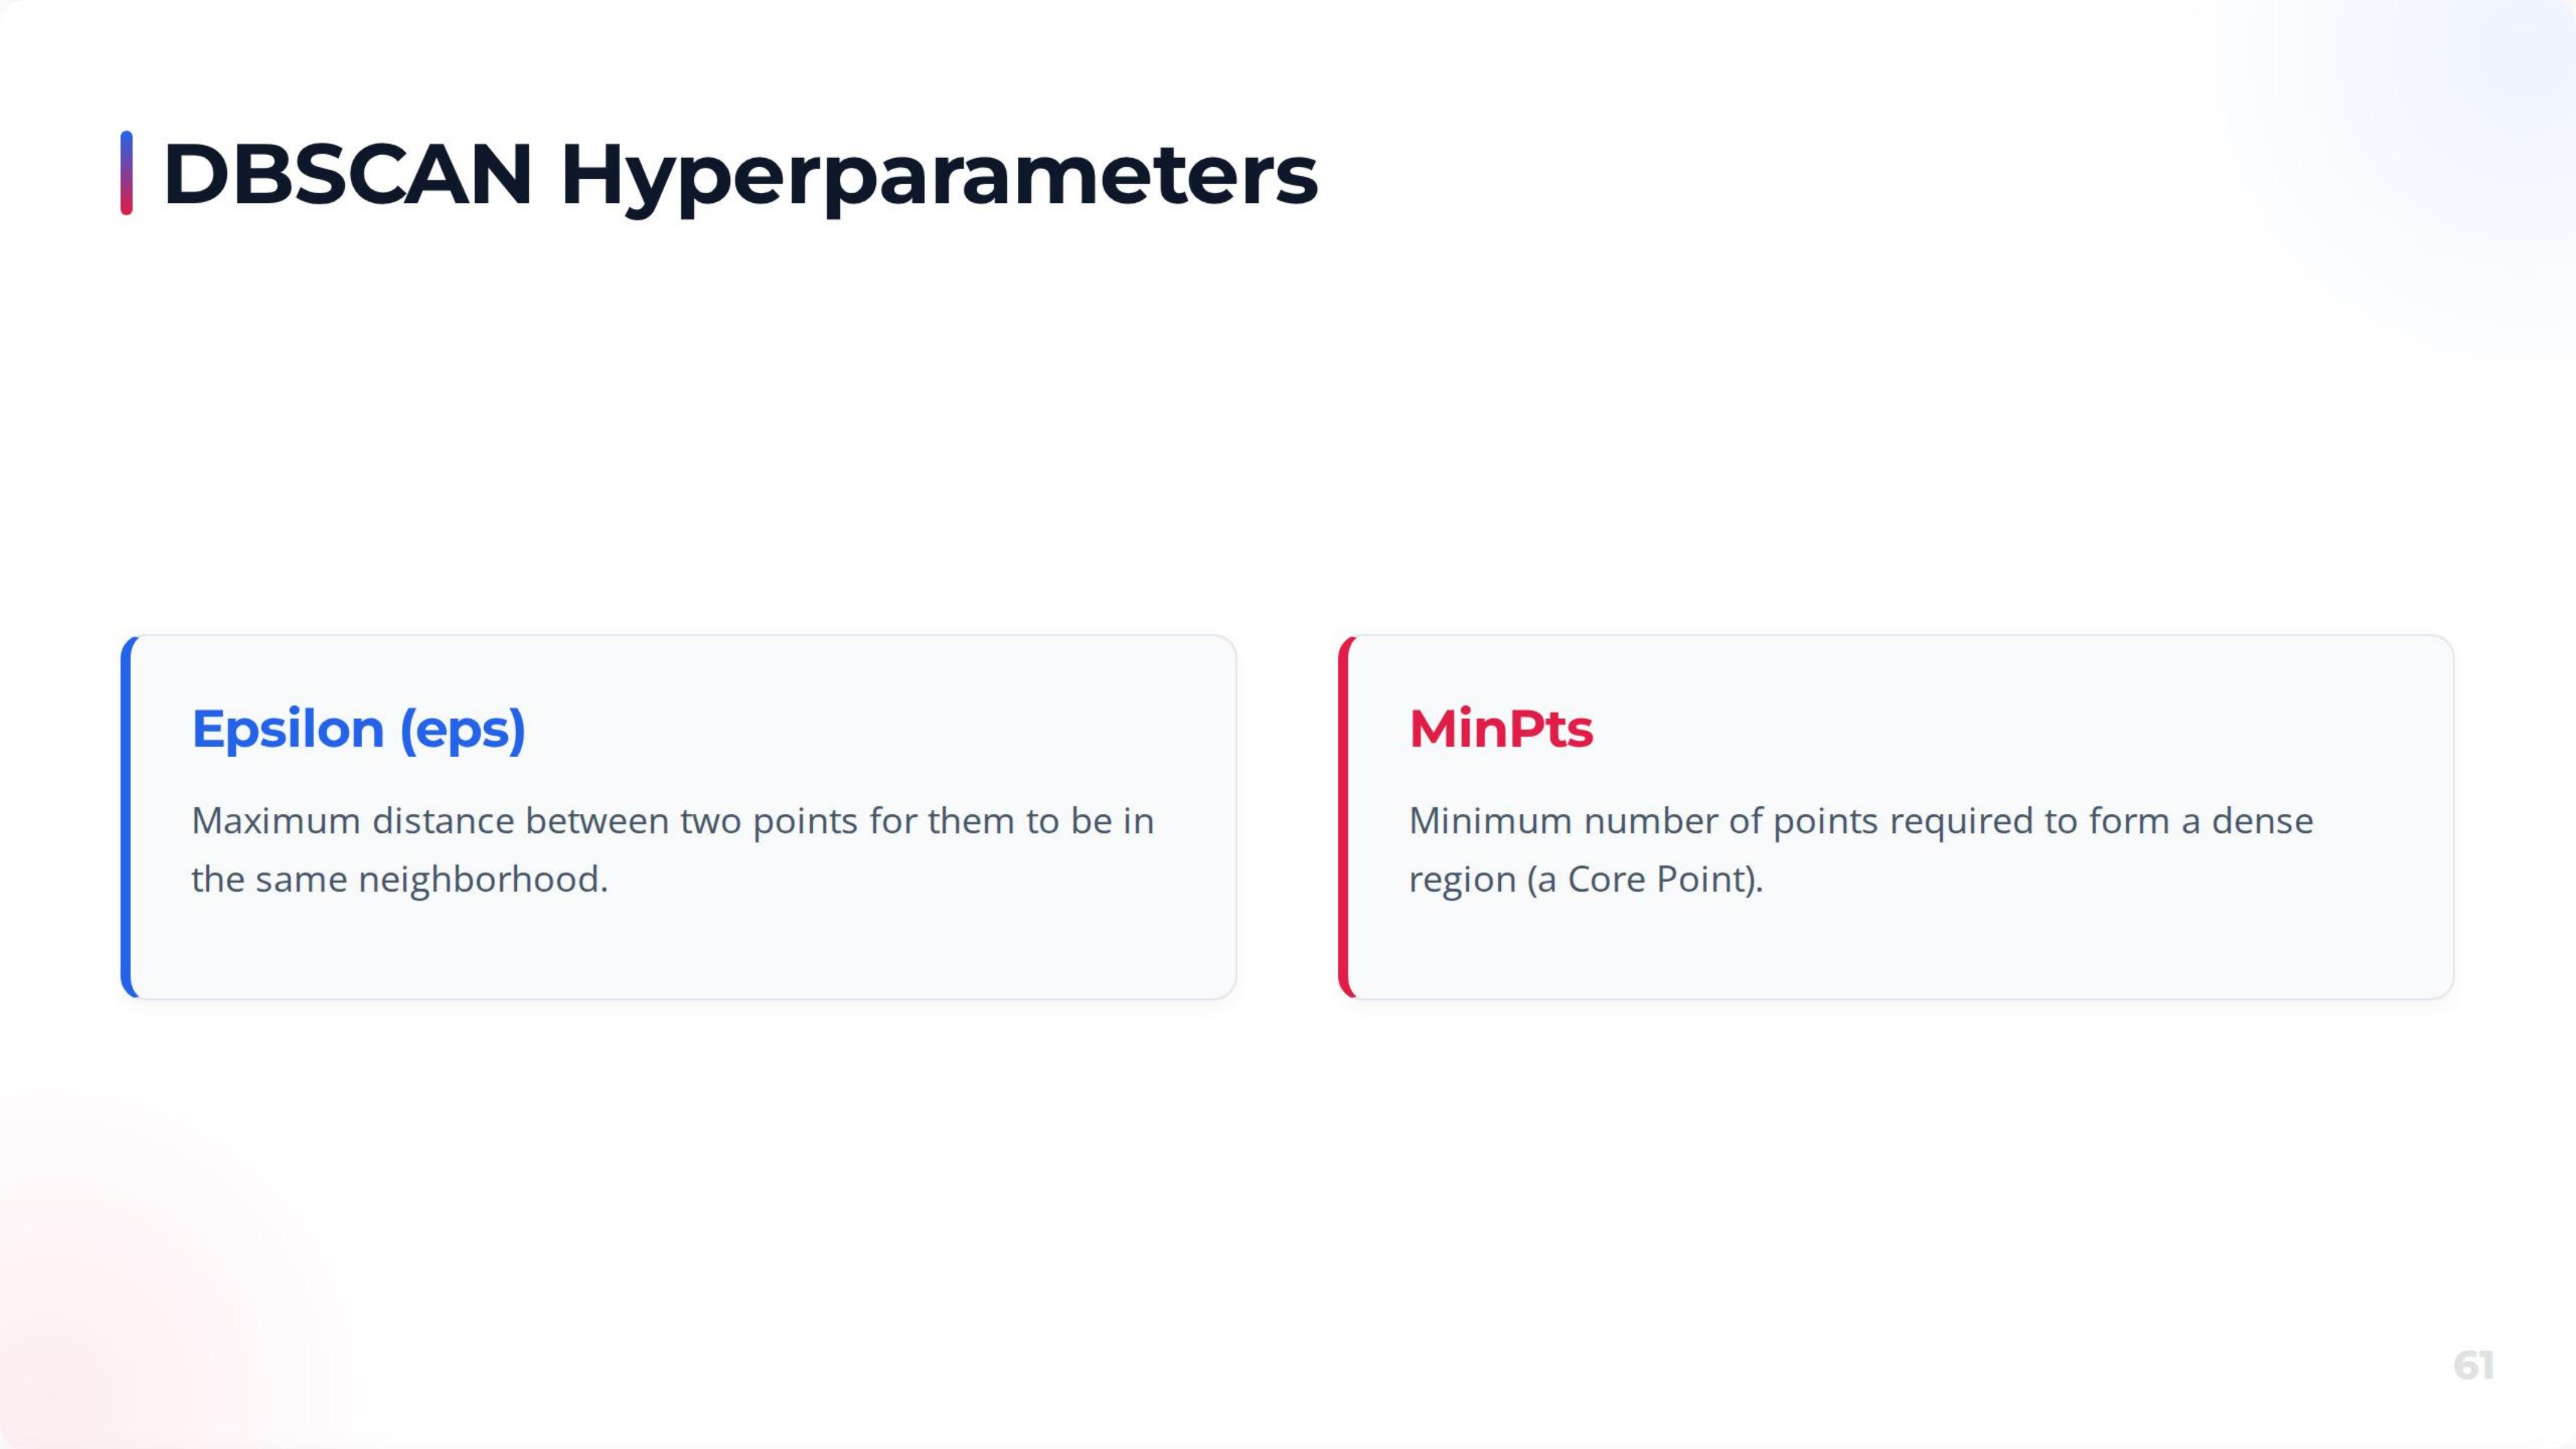 DBSCAN Hyperparameters
Epsilon (eps)
Maximum distance between two points for them to be in
the same neighborhood.
MinPts
Minimum number of points required to form a dense
region (a Core Point).
61